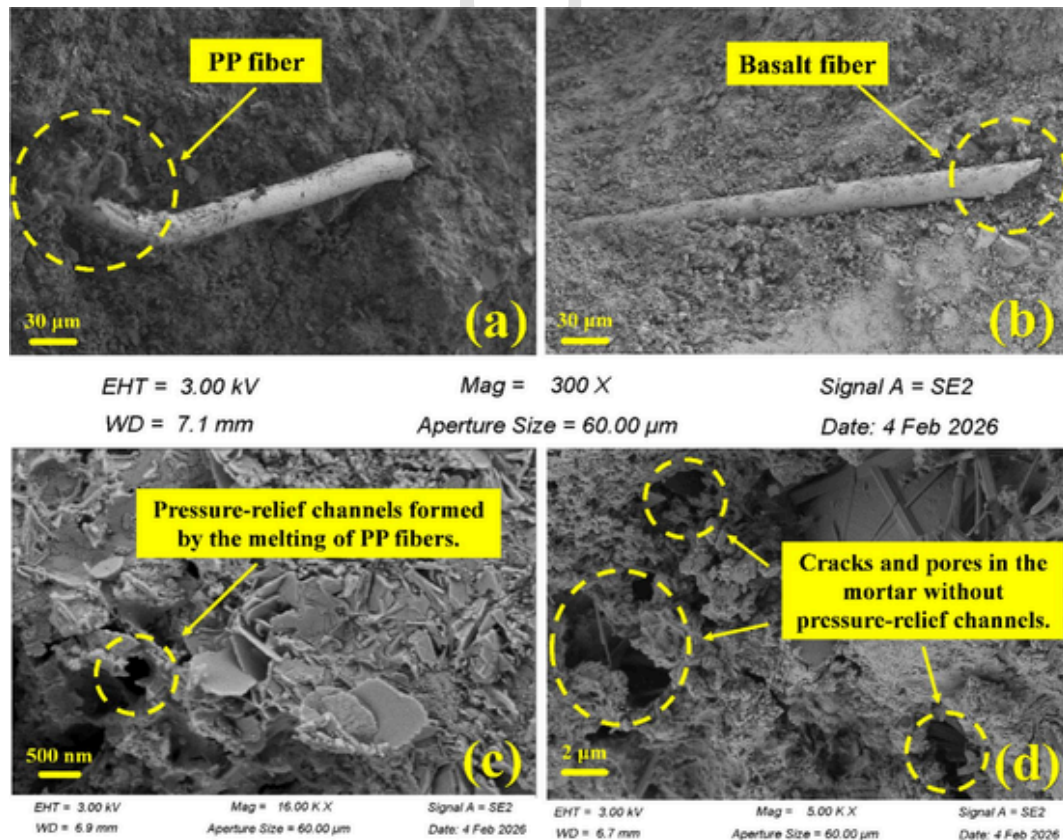 PP fiber
Basalt fiber
30 µm
(a)
30 µm
(b)
EHT = 3.00 kV
Mag = 300 X
Signal A = SE2
WD = 7.1 mm
Aperture Size = 60.00 µm
Date: 4 Feb 2026
Pressure-relief channels formed
by the melting of PP fibers.
Cracks and pores in the
mortar without
pressure-relief channels.
500 nm
(c)
2 µm
(d)
EHT = 3.00 kV
Mag = 16.00 K X
Signal A = SE2
WD = 6.9 mm
Aperture Size = 60.00 µm
Date: 4 Feb 2026
EHT = 3.00 kV
Mag = 5.00 K X
Signal A = SE2
WD = 6.7 mm
Aperture Size = 60.00 µm
Date: 4 Feb 2026